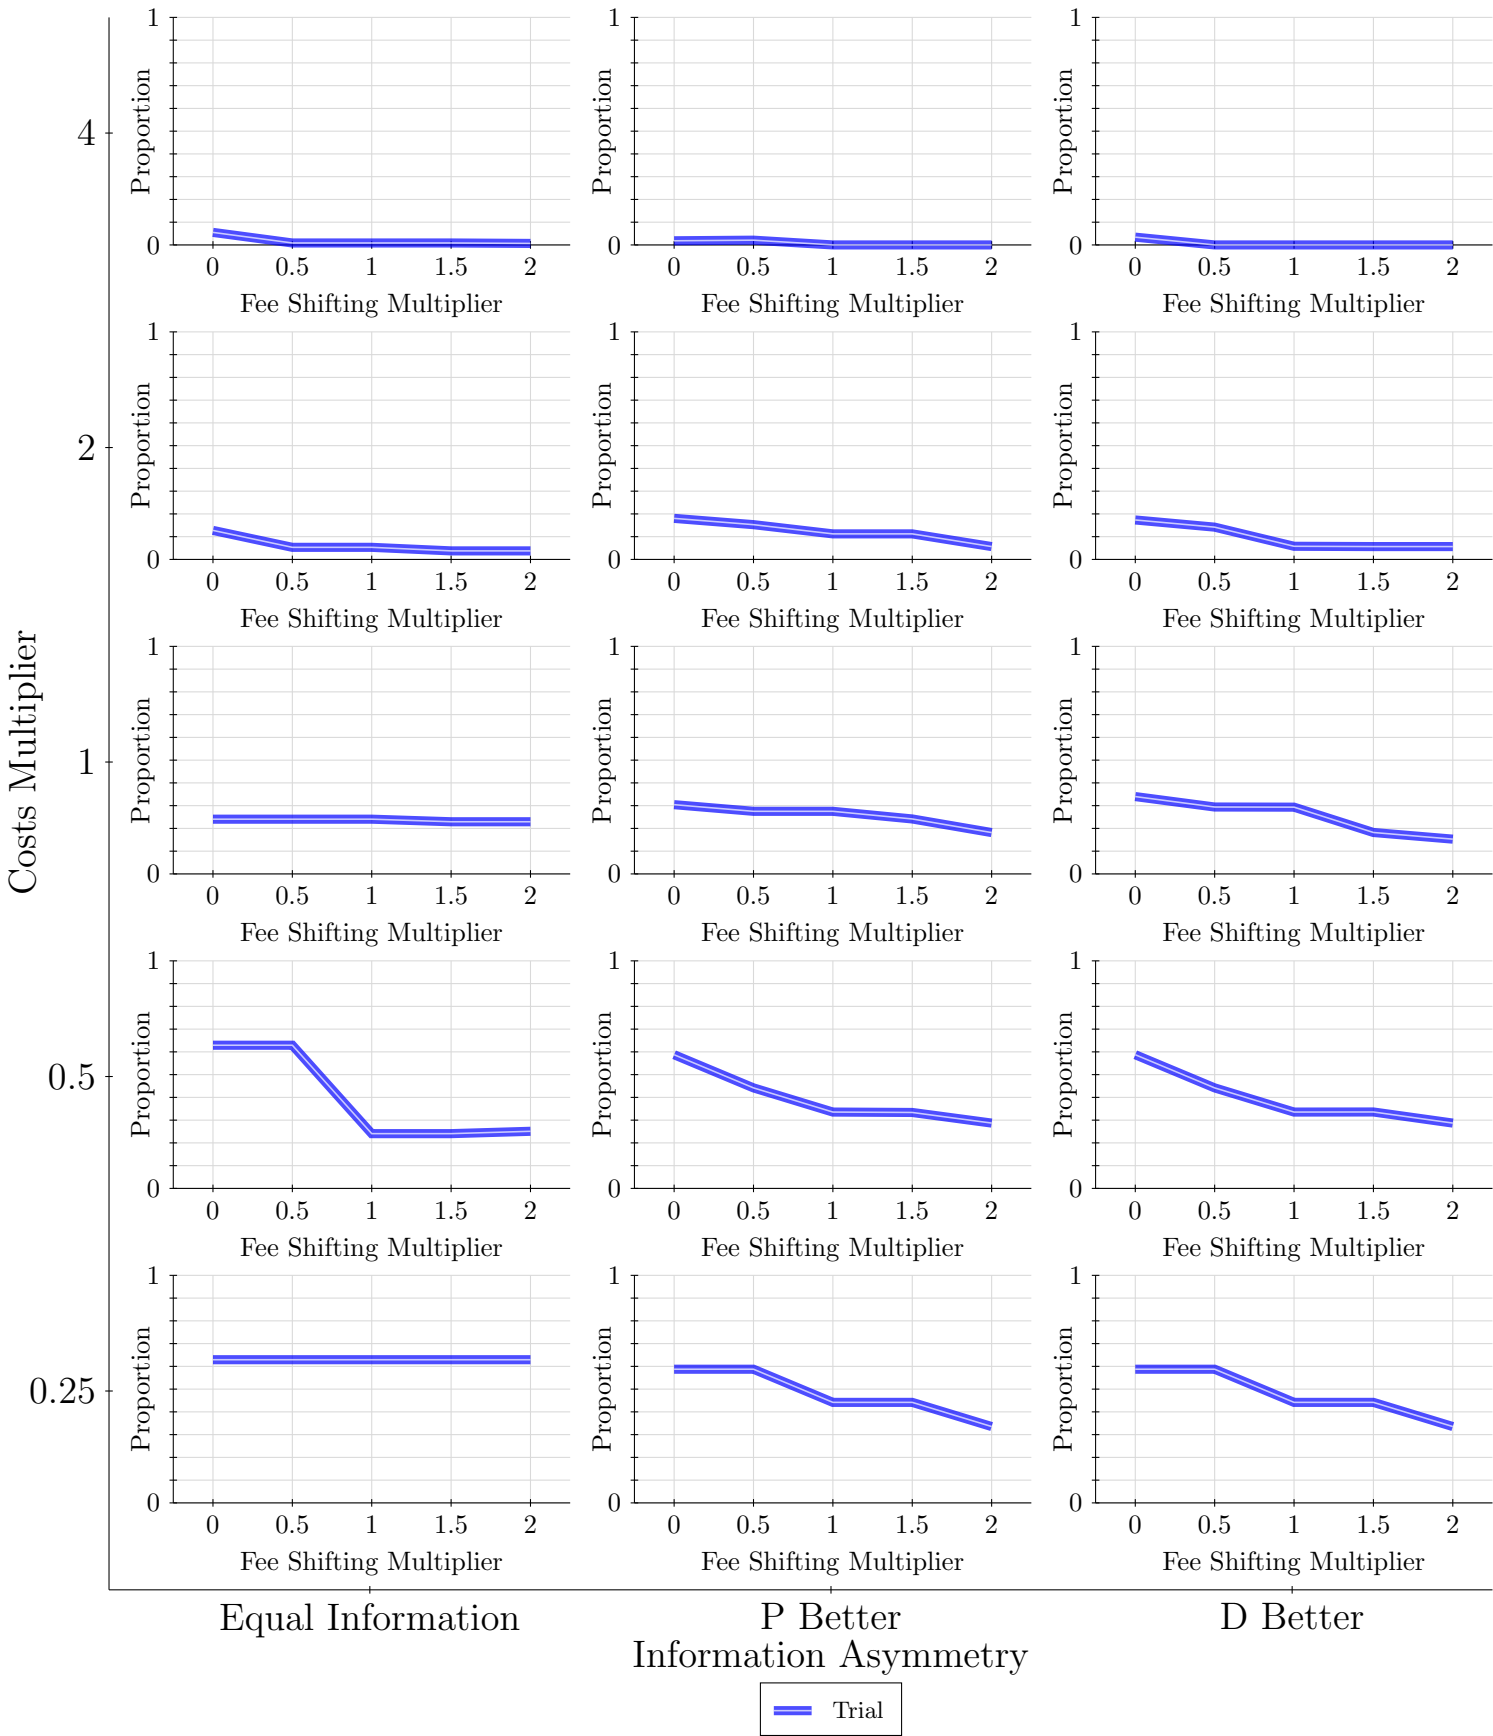 1
Proportion
0
0 0.5 1 1.5 2
Fee Shifting Multiplier
1
Proportion
0
0 0.5 1 1.5 2
Fee Shifting Multiplier
1
Proportion
0
0 0.5 1 1.5 2
Fee Shifting Multiplier
4
1
Proportion
0
0 0.5 1 1.5 2
Fee Shifting Multiplier
1
Proportion
0
0 0.5 1 1.5 2
Fee Shifting Multiplier
1
Proportion
0
0 0.5 1 1.5 2
Fee Shifting Multiplier
2
Costs Multiplier
1
Proportion
0
0 0.5 1 1.5 2
Fee Shifting Multiplier
1
Proportion
0
0 0.5 1 1.5 2
Fee Shifting Multiplier
1
Proportion
0
0 0.5 1 1.5 2
Fee Shifting Multiplier
1
1
Proportion
0
0 0.5 1 1.5 2
Fee Shifting Multiplier
1
Proportion
0
0 0.5 1 1.5 2
Fee Shifting Multiplier
1
Proportion
0
0 0.5 1 1.5 2
Fee Shifting Multiplier
0.5
1
Proportion
0
0 0.5 1 1.5 2
Fee Shifting Multiplier
1
Proportion
0
0 0.5 1 1.5 2
Fee Shifting Multiplier
1
Proportion
0
0 0.5 1 1.5 2
Fee Shifting Multiplier
0.25
Equal Information
P Better
D Better
Information Asymmetry
Trial